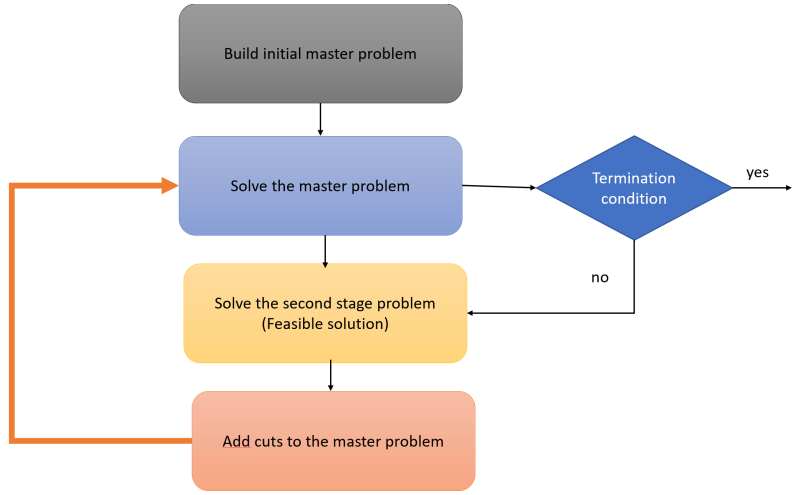 Build initial master problem
Solve the master problem
Termination
condition
yes
no
Solve the second stage problem
(Feasible solution)
Add cuts to the master problem